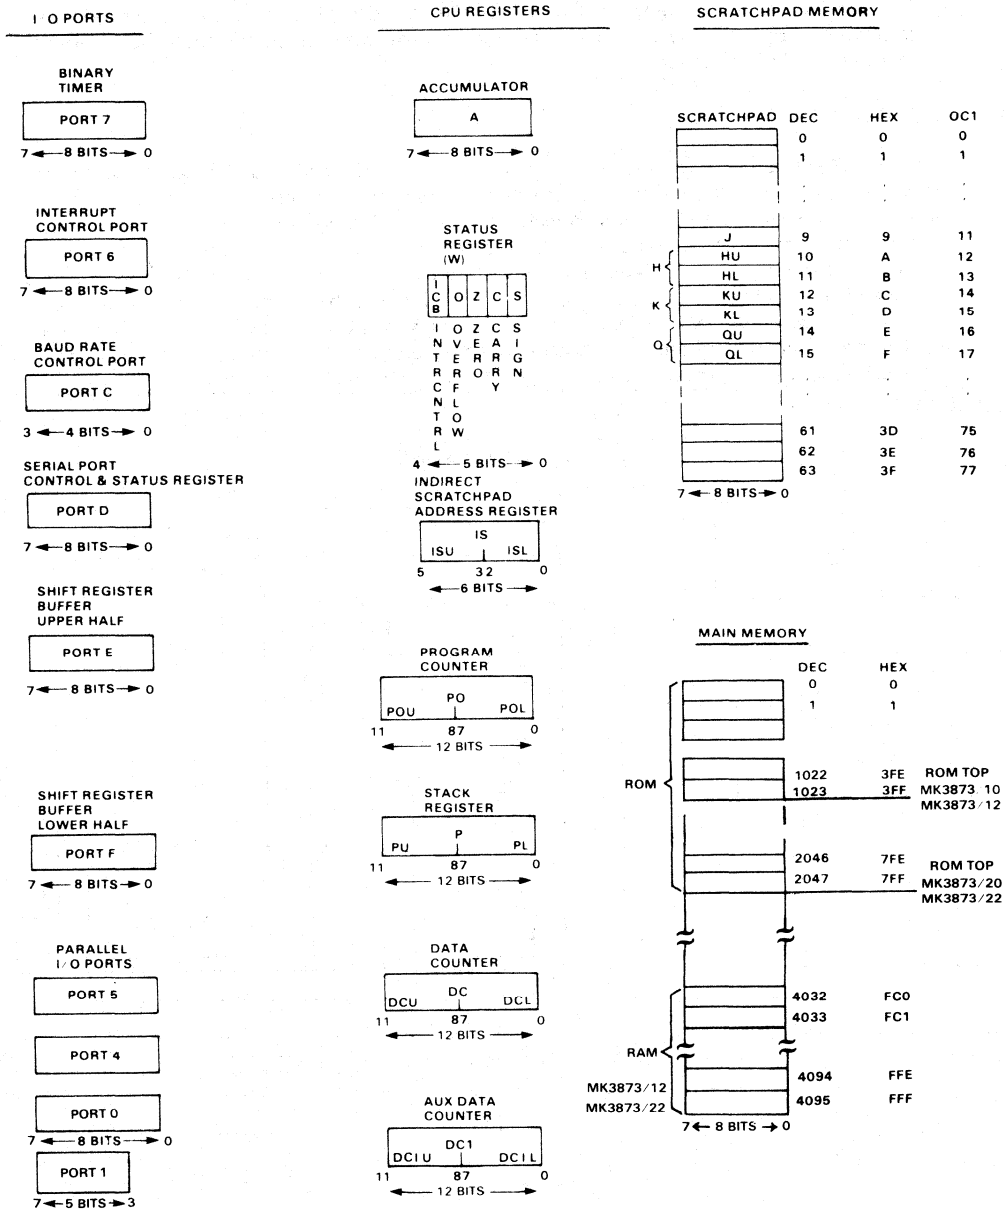 I O PORTS
BINARY
TIMER
PORT 7
7 8 BITS 0
INTERRUPT
CONTROL PORT
PORT 6
7 8 BITS 0
BAUD RATE
CONTROL PORT
PORT C
3 4 BITS 0
SERIAL PORT
CONTROL & STATUS REGISTER
PORT D
7 8 BITS 0
SHIFT REGISTER
BUFFER
UPPER HALF
PORT E
7 8 BITS 0
SHIFT REGISTER
BUFFER
LOWER HALF
PORT F
7 8 BITS 0
PARALLEL
I/O PORTS
PORT 5
PORT 4
PORT 0
7 8 BITS 0
PORT 1
7 5 BITS 3
CPU REGISTERS
ACCUMULATOR
A
7 8 BITS 0
STATUS
REGISTER
(W)
ICB O Z C S
INTRCNTRL OVERFLOW ZERO CARRY SIGN
4 5 BITS 0
INDIRECT
SCRATCHPAD
ADDRESS REGISTER
IS
ISU ISL
5 32 0
6 BITS
PROGRAM
COUNTER
PO
POU POL
11 87 0
12 BITS
STACK
REGISTER
P
PU PL
11 87 0
12 BITS
DATA
COUNTER
DC
DCU DCL
11 87 0
12 BITS
AUX DATA
COUNTER
DC1
DC1U DC1L
11 87 0
12 BITS
SCRATCHPAD MEMORY
SCRATCHPAD DEC HEX OC1
0 0 0
1 1 1
J 9 9 11
H
HU 10 A 12
HL 11 B 13
K
KU 12 C 14
KL 13 D 15
Q
QU 14 E 16
QL 15 F 17
61 3D 75
62 3E 76
63 3F 77
7 8 BITS 0
MAIN MEMORY
DEC HEX
0 0
1 1
ROM
1022 3FE ROM TOP
1023 3FF MK3873 10
MK3873/12
2046 7FE ROM TOP
2047 7FF MK3873/20
MK3873/22
4032 FC0
4033 FC1
RAM
4094 FFE
MK3873/12
4095 FFF
MK3873/22
7 8 BITS 0